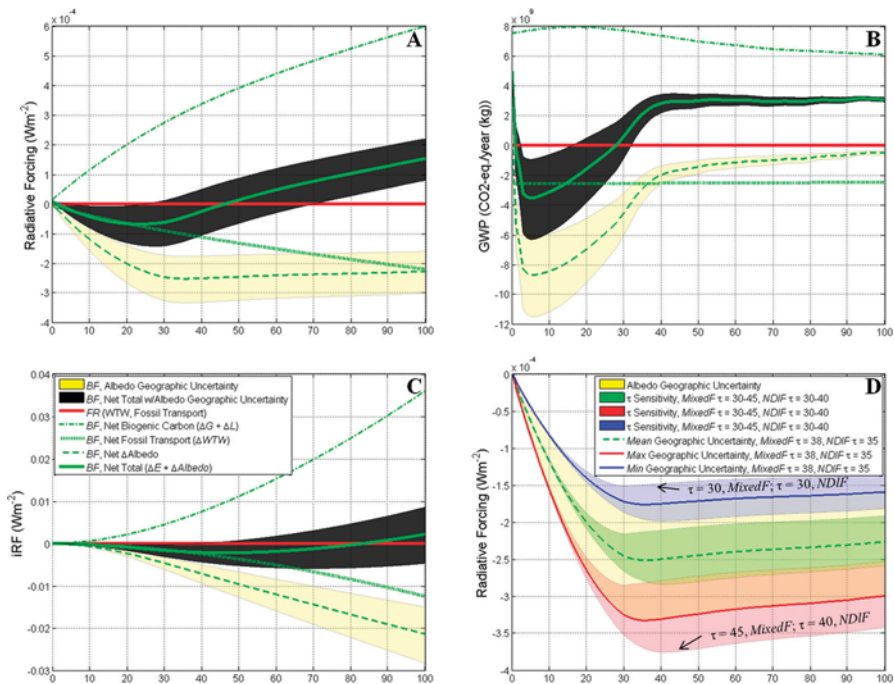 × 10⁻⁴
A
Radiative Forcing (Wm⁻²)
6
5
4
3
2
1
0
-1
-2
-3
-4
0 10 20 30 40 50 60 70 80 90 100
× 10⁹
B
GWP (CO2-eq./year (kg))
8
6
4
2
0
-2
-4
-6
-8
-10
-12
0 10 20 30 40 50 60 70 80 90 100
C
iRF (Wm⁻²)
0.04
0.03
0.02
0.01
0
-0.01
-0.02
-0.03
0 10 20 30 40 50 60 70 80 90 100
BF, Albedo Geographic Uncertainty
BF, Net Total w/Albedo Geographic Uncertainty
FR (WTW, Fossil Transport)
BF, Net Biogenic Carbon (ΔG + ΔL)
BF, Net Fossil Transport (ΔWTW)
BF, Net ΔAlbedo
BF, Net Total (ΔE + ΔAlbedo)
× 10⁻⁴
D
Radiative Forcing (Wm⁻²)
0
-0.5
-1
-1.5
-2
-2.5
-3
-3.5
-4
0 10 20 30 40 50 60 70 80 90 100
Albedo Geographic Uncertainty
τ Sensitivity, MixedF τ = 30-45, NDlF τ = 30-40
τ Sensitivity, MixedF τ = 30-45, NDlF τ = 30-40
τ Sensitivity, MixedF τ = 30-45, NDlF τ = 30-40
Mean Geographic Uncertainty, MixedF τ = 38, NDlF τ = 35
Max Geographic Uncertainty, MixedF τ = 38, NDlF τ = 35
Min Geographic Uncertainty, MixedF τ = 38, NDlF τ = 35
τ = 30, MixedF; τ = 30, NDlF
τ = 45, MixedF; τ = 40, NDlF